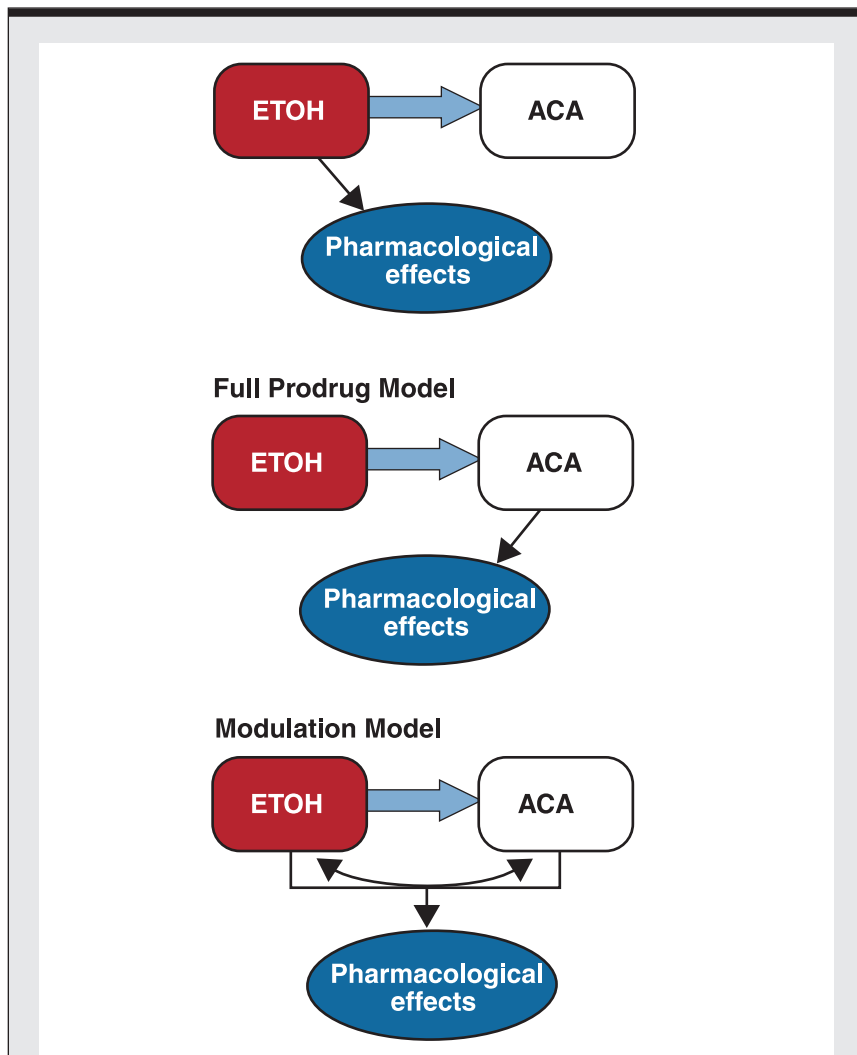 ETOH
ACA
Pharmacological
effects
Full Prodrug Model
ETOH
ACA
Pharmacological
effects
Modulation Model
ETOH
ACA
Pharmacological
effects